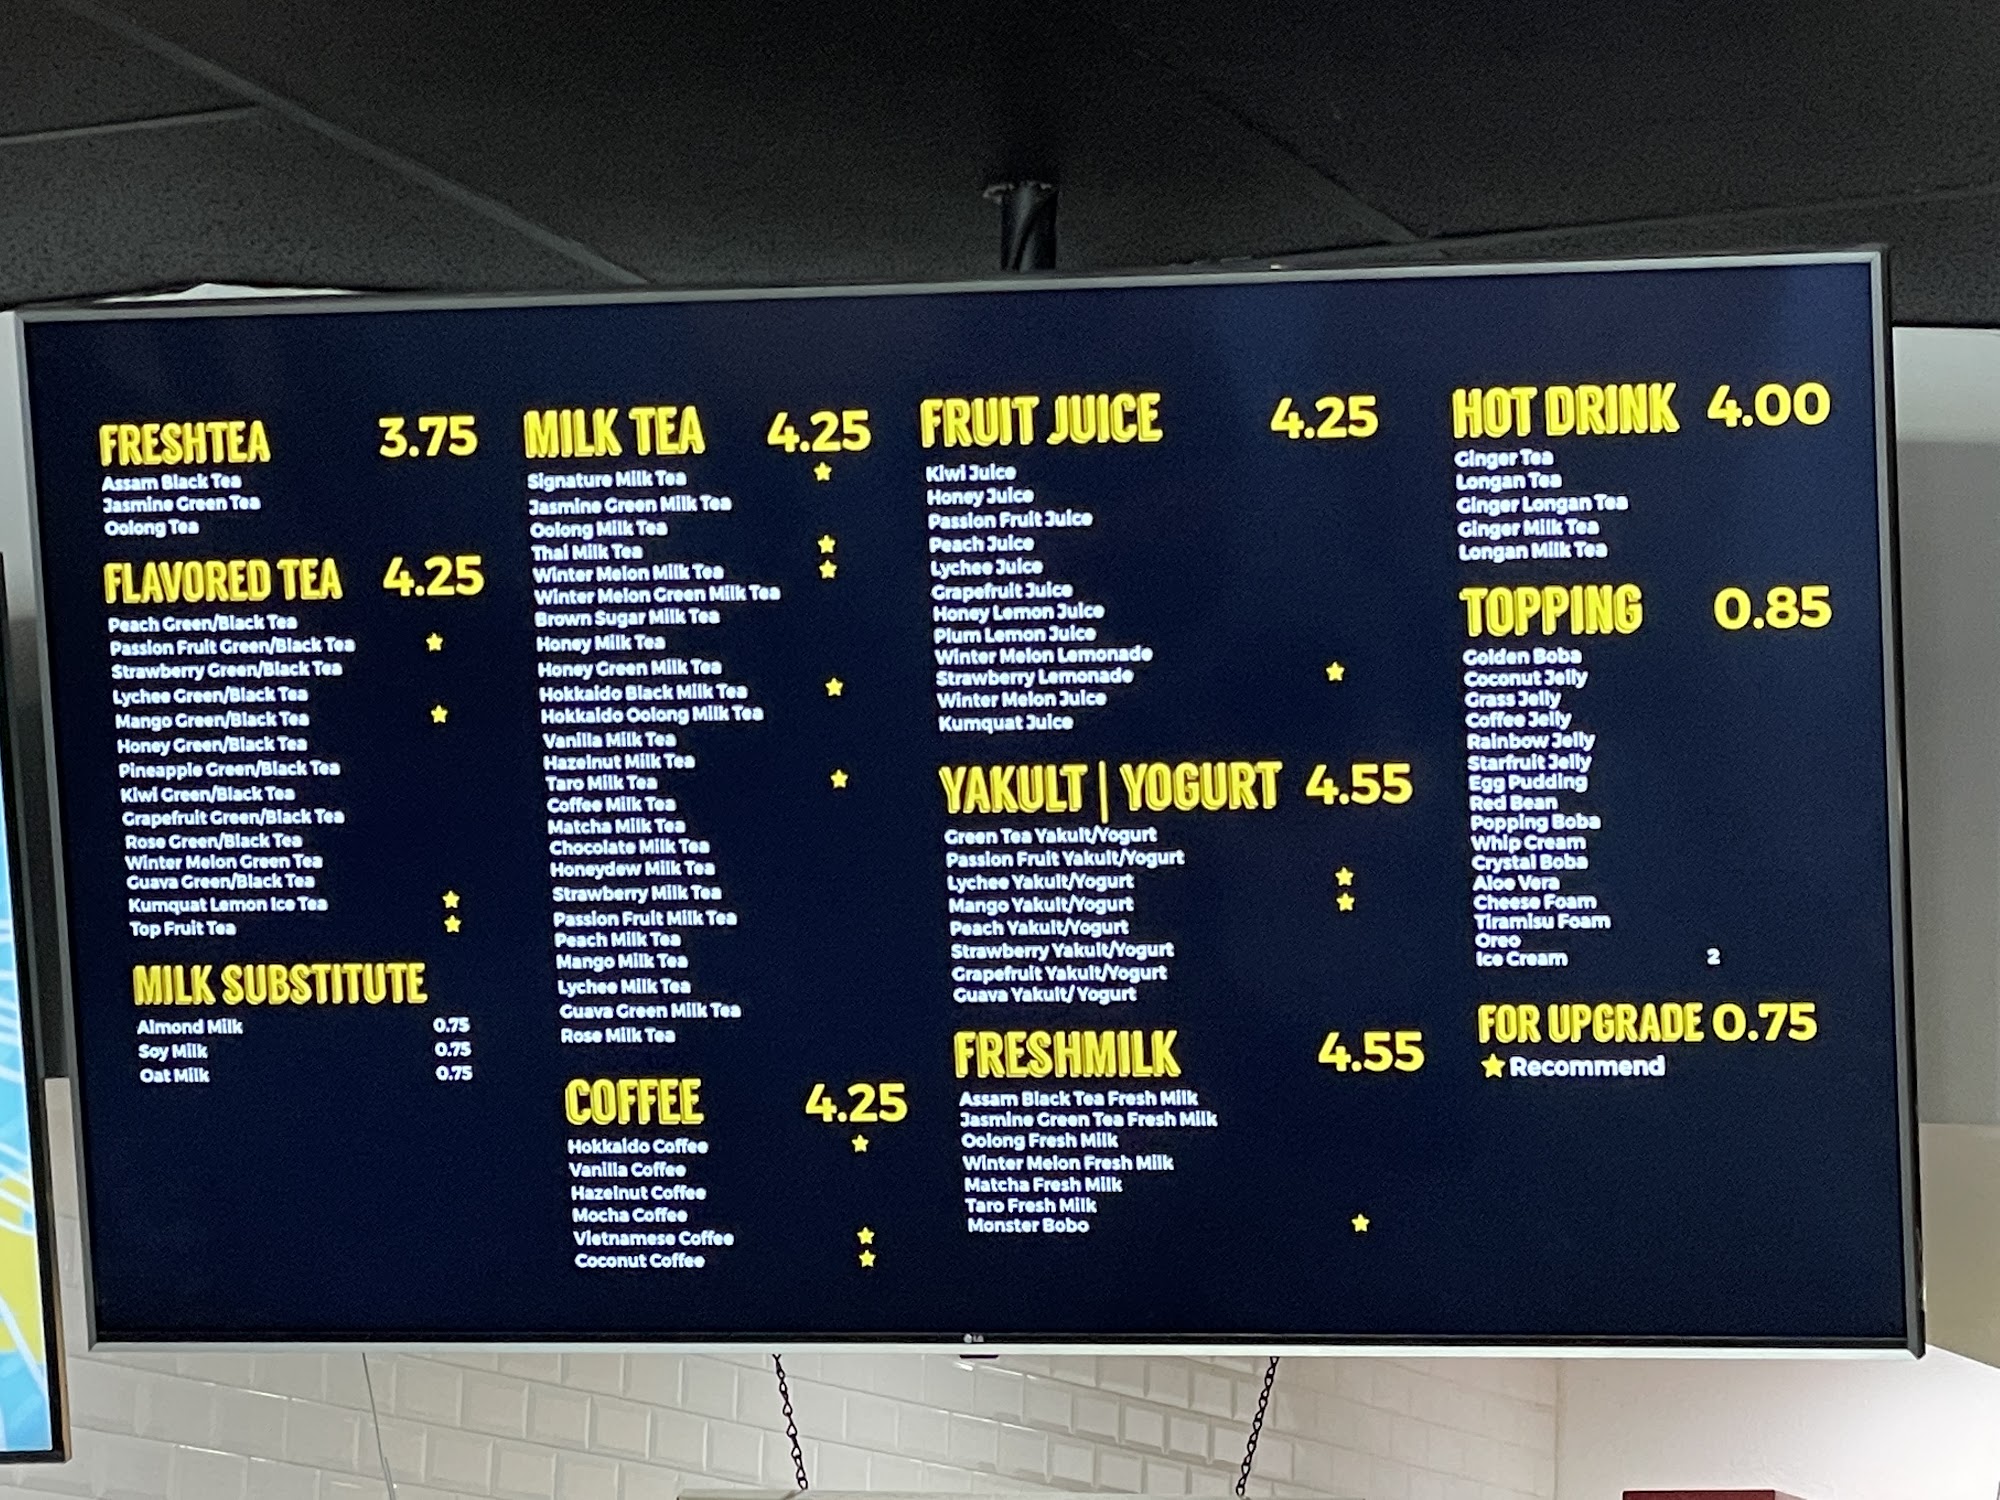 FRESHTEA 3.75
Assam Black Tea
Jasmine Green Tea
Oolong Tea
FLAVORED TEA 4.25
Peach Green/Black Tea
Passion Fruit Green/Black Tea
Strawberry Green/Black Tea
Lychee Green/Black Tea
Mango Green/Black Tea
Honey Green/Black Tea
Pineapple Green/Black Tea
Kiwi Green/Black Tea
Grapefruit Green/Black Tea
Rose Green/Black Tea
Winter Melon Green Tea
Guava Green/Black Tea
Kumquat Lemon Ice Tea
Top Fruit Tea
MILK SUBSTITUTE
Almond Milk 0.75
Soy Milk 0.75
Oat Milk 0.75
MILK TEA 4.25
Signature Milk Tea
Jasmine Green Milk Tea
Oolong Milk Tea
Thai Milk Tea
Winter Melon Milk Tea
Winter Melon Green Milk Tea
Brown Sugar Milk Tea
Honey Milk Tea
Honey Green Milk Tea
Hokkaido Black Milk Tea
Hokkaido Oolong Milk Tea
Vanilla Milk Tea
Hazelnut Milk Tea
Taro Milk Tea
Coffee Milk Tea
Matcha Milk Tea
Chocolate Milk Tea
Honeydew Milk Tea
Strawberry Milk Tea
Passion Fruit Milk Tea
Peach Milk Tea
Mango Milk Tea
Lychee Milk Tea
Guava Green Milk Tea
Rose Milk Tea
COFFEE 4.25
Hokkaido Coffee
Vanilla Coffee
Hazelnut Coffee
Mocha Coffee
Vietnamese Coffee
Coconut Coffee
FRUIT JUICE 4.25
Kiwi Juice
Honey Juice
Passion Fruit Juice
Peach Juice
Lychee Juice
Grapefruit Juice
Honey Lemon Juice
Plum Lemon Juice
Winter Melon Lemonade
Strawberry Lemonade
Winter Melon Juice
Kumquat Juice
YAKULT | YOGURT 4.55
Green Tea Yakult/Yogurt
Passion Fruit Yakult/Yogurt
Lychee Yakult/Yogurt
Mango Yakult/Yogurt
Peach Yakult/Yogurt
Strawberry Yakult/Yogurt
Grapefruit Yakult/Yogurt
Guava Yakult/ Yogurt
FRESHMILK 4.55
Assam Black Tea Fresh Milk
Jasmine Green Tea Fresh Milk
Oolong Fresh Milk
Winter Melon Fresh Milk
Matcha Fresh Milk
Taro Fresh Milk
Monster Bobo
HOT DRINK 4.00
Ginger Tea
Longan Tea
Ginger Longan Tea
Ginger Milk Tea
Longan Milk Tea
TOPPING 0.85
Golden Boba
Coconut Jelly
Grass Jelly
Coffee Jelly
Rainbow Jelly
Starfruit Jelly
Egg Pudding
Red Bean
Popping Boba
Whip Cream
Crystal Boba
Aloe Vera
Cheese Foam
Tiramisu Foam
Oreo
Ice Cream 2
FOR UPGRADE 0.75
Recommend
LG